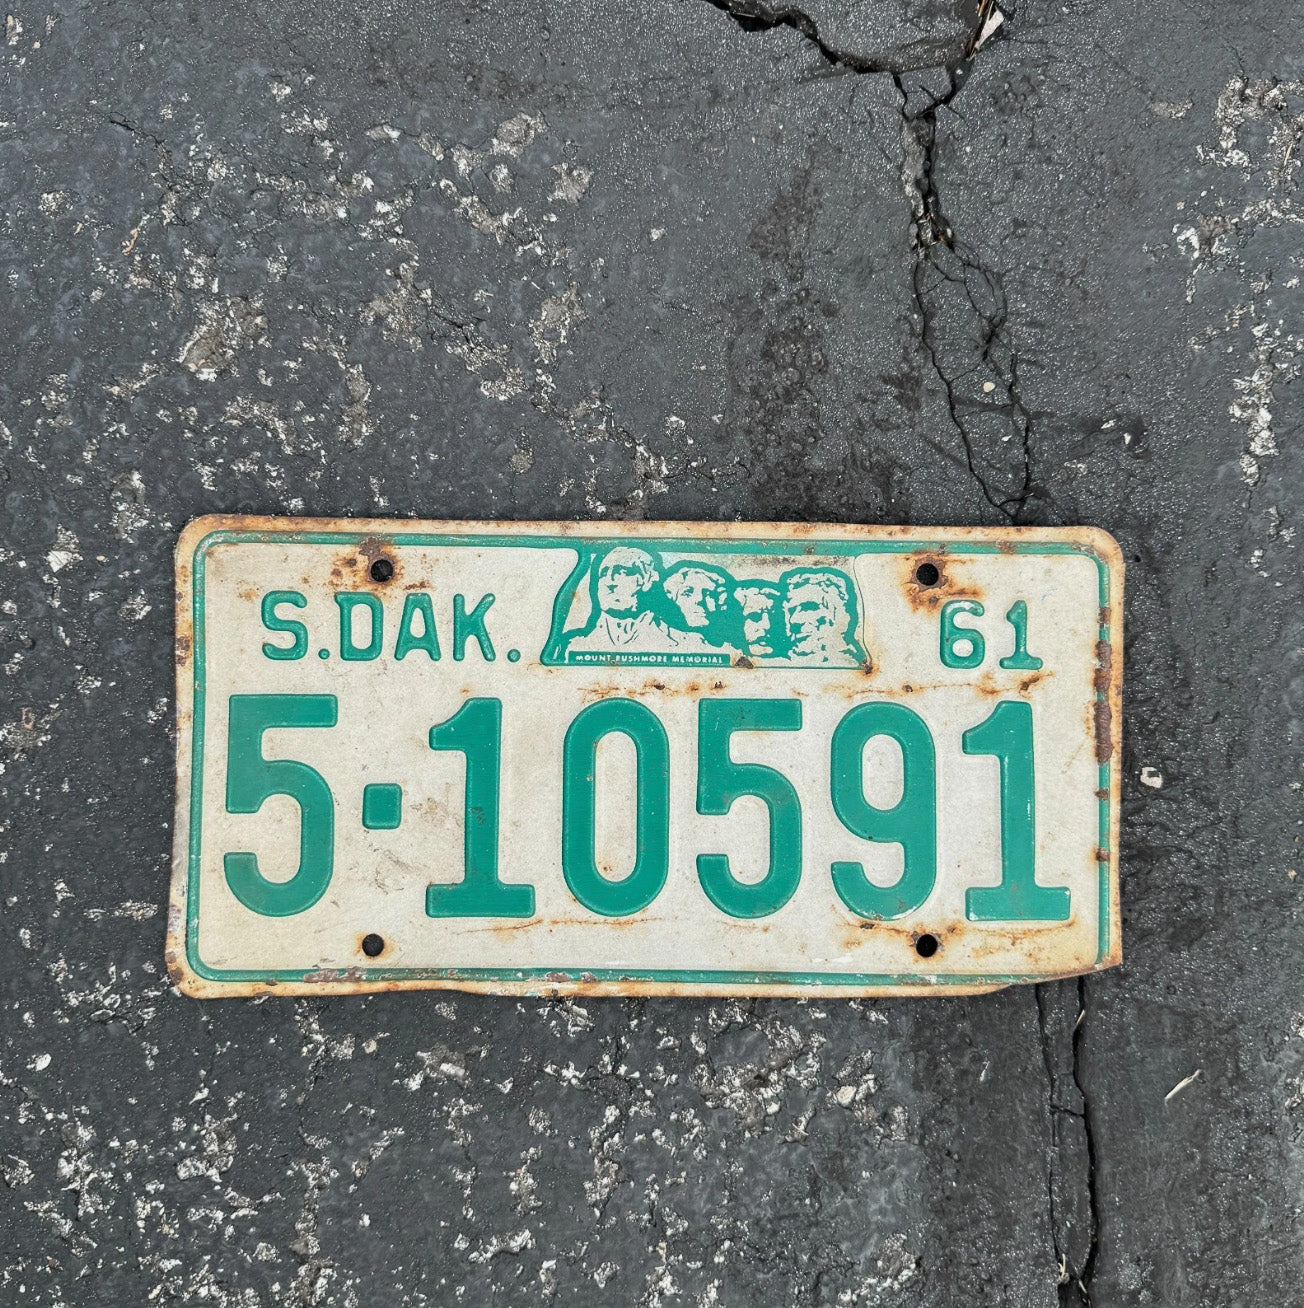 S.DAK. 61
MOUNT RUSHMORE MEMORIAL
5·10591